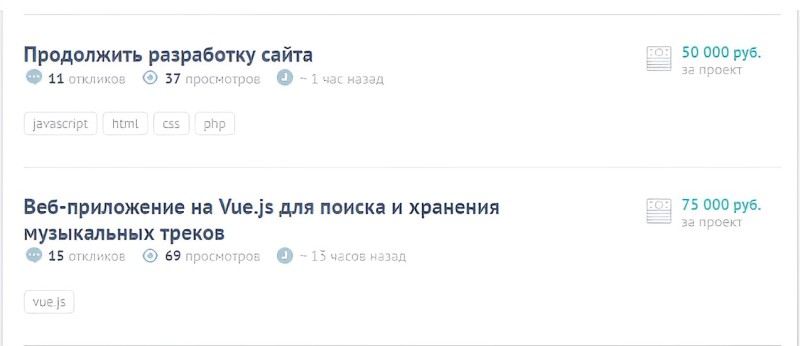 Продолжить разработку сайта
50 000 руб.
11 откликов 37 просмотров ~ 1 час назад
за проект
javascript html css php
Веб-приложение на Vue.js для поиска и хранения
музыкальных треков
75 000 руб.
за проект
15 откликов 69 просмотров ~ 13 часов назад
vue.js